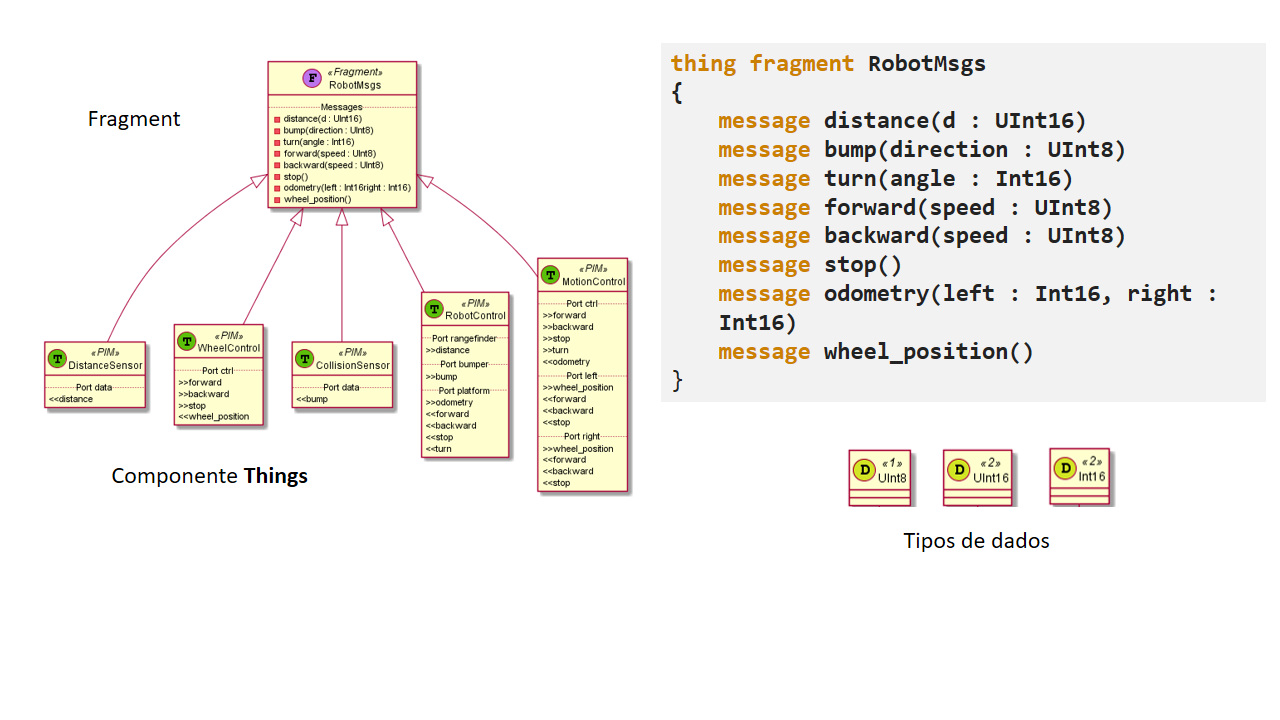 Fragment
F
«Fragment»
RobotMsgs
Messages
distance(d : UInt16)
bump(direction : UInt8)
turn(angle : Int16)
forward(speed : UInt8)
backward(speed : UInt8)
stop()
odometry(left : Int16right : Int16)
wheel_position()
T
«PIM»
DistanceSensor
Port data
<<distance
T
«PIM»
WheelControl
Port ctrl
>>forward
>>backward
>>stop
<<wheel_position
T
«PIM»
CollisionSensor
Port data
<<bump
T
«PIM»
RobotControl
Port rangefinder
>>distance
Port bumper
>>bump
Port platform
>>odometry
<<forward
<<backward
<<stop
<<turn
T
«PIM»
MotionControl
Port ctrl
>>forward
>>backward
>>stop
>>turn
<<odometry
Port left
>>wheel_position
<<forward
<<backward
<<stop
Port right
>>wheel_position
<<forward
<<backward
<<stop
Componente Things
thing fragment RobotMsgs
{
message distance(d : UInt16)
message bump(direction : UInt8)
message turn(angle : Int16)
message forward(speed : UInt8)
message backward(speed : UInt8)
message stop()
message odometry(left : Int16, right :
Int16)
message wheel_position()
}
D
«1»
UInt8
D
«2»
UInt16
D
«2»
Int16
Tipos de dados